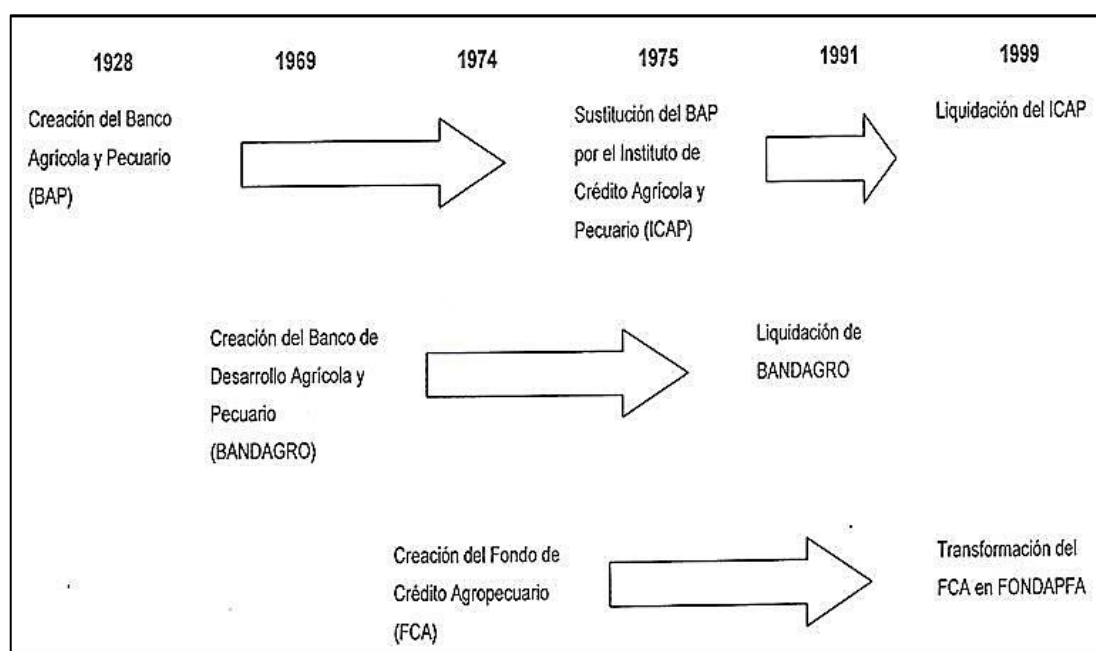 1928 1969 1974 1975 1991 1999
Creación del Banco
Agrícola y Pecuario
(BAP)
Sustitución del BAP
por el Instituto de
Crédito Agrícola y
Pecuario (ICAP)
Liquidación del ICAP
Creación del Banco de
Desarrollo Agrícola y
Pecuario
(BANDAGRO)
Liquidación de
BANDAGRO
Creación del Fondo de
Crédito Agropecuario
(FCA)
Transformación del
FCA en FONDAPFA